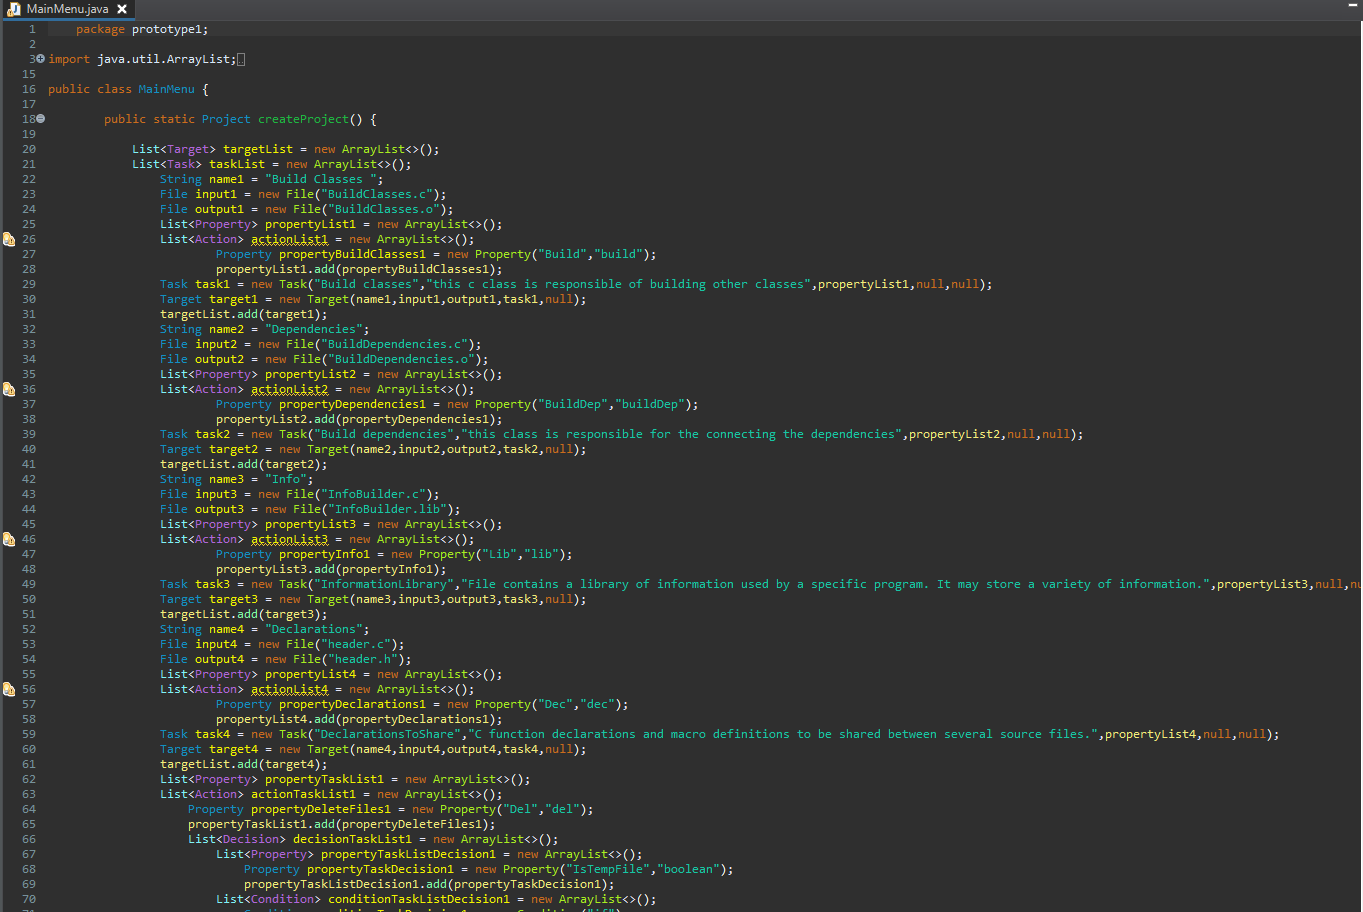 MainMenu.java
1 package prototype1;
2
3 import java.util.ArrayList;
15
16 public class MainMenu {
17
18 public static Project createProject() {
19
20 List<Target> targetList = new ArrayList<>();
21 List<Task> taskList = new ArrayList<>();
22 String name1 = "Build Classes ";
23 File input1 = new File("BuildClasses.c");
24 File output1 = new File("BuildClasses.o");
25 List<Property> propertyList1 = new ArrayList<>();
26 List<Action> actionList1 = new ArrayList<>();
27 Property propertyBuildClasses1 = new Property("Build","build");
28 propertyList1.add(propertyBuildClasses1);
29 Task task1 = new Task("Build classes","this c class is responsible of building other classes",propertyList1,null,null);
30 Target target1 = new Target(name1,input1,output1,task1,null);
31 targetList.add(target1);
32 String name2 = "Dependencies";
33 File input2 = new File("BuildDependencies.c");
34 File output2 = new File("BuildDependencies.o");
35 List<Property> propertyList2 = new ArrayList<>();
36 List<Action> actionList2 = new ArrayList<>();
37 Property propertyDependencies1 = new Property("BuildDep","buildDep");
38 propertyList2.add(propertyDependencies1);
39 Task task2 = new Task("Build dependencies","this class is responsible for the connecting the dependencies",propertyList2,null,null);
40 Target target2 = new Target(name2,input2,output2,task2,null);
41 targetList.add(target2);
42 String name3 = "Info";
43 File input3 = new File("InfoBuilder.c");
44 File output3 = new File("InfoBuilder.lib");
45 List<Property> propertyList3 = new ArrayList<>();
46 List<Action> actionList3 = new ArrayList<>();
47 Property propertyInfo1 = new Property("Lib","lib");
48 propertyList3.add(propertyInfo1);
49 Task task3 = new Task("InformationLibrary","File contains a library of information used by a specific program. It may store a variety of information.",propertyList3,null,nu
50 Target target3 = new Target(name3,input3,output3,task3,null);
51 targetList.add(target3);
52 String name4 = "Declarations";
53 File input4 = new File("header.c");
54 File output4 = new File("header.h");
55 List<Property> propertyList4 = new ArrayList<>();
56 List<Action> actionList4 = new ArrayList<>();
57 Property propertyDeclarations1 = new Property("Dec","dec");
58 propertyList4.add(propertyDeclarations1);
59 Task task4 = new Task("DeclarationsToShare","C function declarations and macro definitions to be shared between several source files.",propertyList4,null,null);
60 Target target4 = new Target(name4,input4,output4,task4,null);
61 targetList.add(target4);
62 List<Property> propertyTaskList1 = new ArrayList<>();
63 List<Action> actionTaskList1 = new ArrayList<>();
64 Property propertyDeleteFiles1 = new Property("Del","del");
65 propertyTaskList1.add(propertyDeleteFiles1);
66 List<Decision> decisionTaskList1 = new ArrayList<>();
67 List<Property> propertyTaskListDecision1 = new ArrayList<>();
68 Property propertyTaskDecision1 = new Property("IsTempFile","boolean");
69 propertyTaskListDecision1.add(propertyTaskDecision1);
70 List<Condition> conditionTaskListDecision1 = new ArrayList<>();